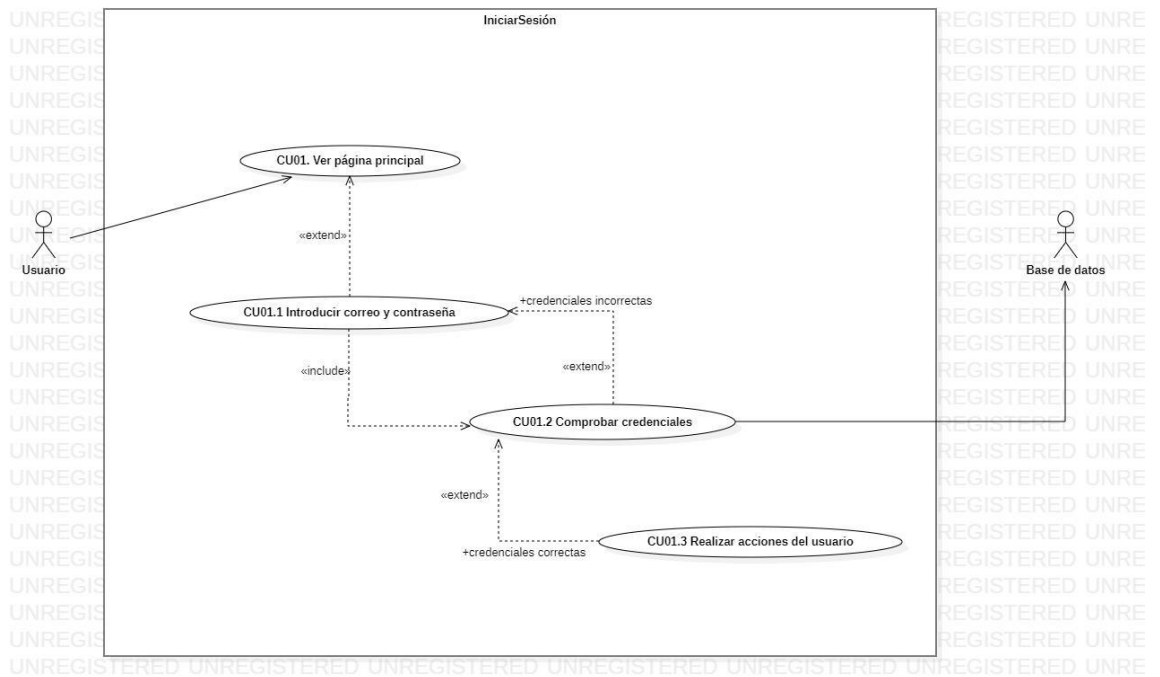 IniciarSesión
CU01. Ver página principal
«extend»
Usuario
Base de datos
+credenciales incorrectas
CU01.1 Introducir correo y contraseña
«include»
«extend»
CU01.2 Comprobar credenciales
«extend»
CU01.3 Realizar acciones del usuario
+credenciales correctas
UNREGISTERED UNREGISTERED UNREGISTERED UNREGISTERED UNREGISTERED UNREGISTERED UNRE